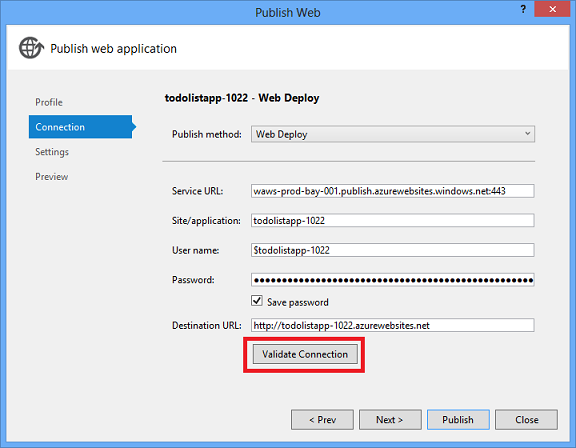 Publish Web
?
Publish web application
Profile
Connection
Settings
Preview
todolistapp-1022 - Web Deploy
Publish method: Web Deploy
Service URL: waws-prod-bay-001.publish.azurewebsites.windows.net:443
Site/application: todolistapp-1022
User name: $todolistapp-1022
Password:
Save password
Destination URL: http://todolistapp-1022.azurewebsites.net
Validate Connection
< Prev
Next >
Publish
Close